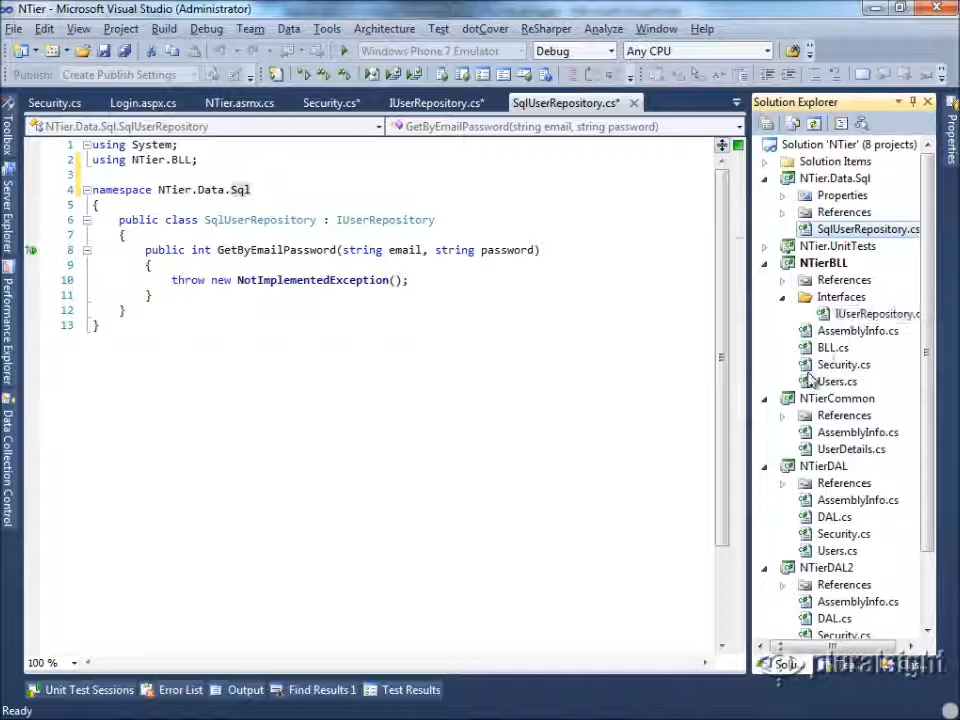 NTier - Microsoft Visual Studio (Administrator)
File Edit View Project Build Debug Team Data Tools Architecture Test dotCover ReSharper Analyze Window Help
Windows Phone 7 Emulator Debug Any CPU
Publish: Create Publish Settings
Security.cs Login.aspx.cs NTier.asmx.cs Security.cs* IUserRepository.cs* SqlUserRepository.cs*
NTier.Data.Sql.SqlUserRepository GetByEmailPassword(string email, string password)
1 using System;
2 using NTier.BLL;
3
4 namespace NTier.Data.Sql
5 {
6 public class SqlUserRepository : IUserRepository
7 {
8 public int GetByEmailPassword(string email, string password)
9 {
10 throw new NotImplementedException();
11 }
12 }
13 }
100 %
Toolbox
Server Explorer
Performance Explorer
Data Collection Control
Solution Explorer
Solution 'NTier' (8 projects)
Solution Items
NTier.Data.Sql
Properties
References
SqlUserRepository.cs
NTier.UnitTests
NTierBLL
References
Interfaces
IUserRepository.c
AssemblyInfo.cs
BLL.cs
Security.cs
Users.cs
NTierCommon
References
AssemblyInfo.cs
UserDetails.cs
NTierDAL
References
AssemblyInfo.cs
DAL.cs
Security.cs
Users.cs
NTierDAL2
References
AssemblyInfo.cs
DAL.cs
Security.cs
Properties
pluralsight
Unit Test Sessions Error List Output Find Results 1 Test Results
Ready